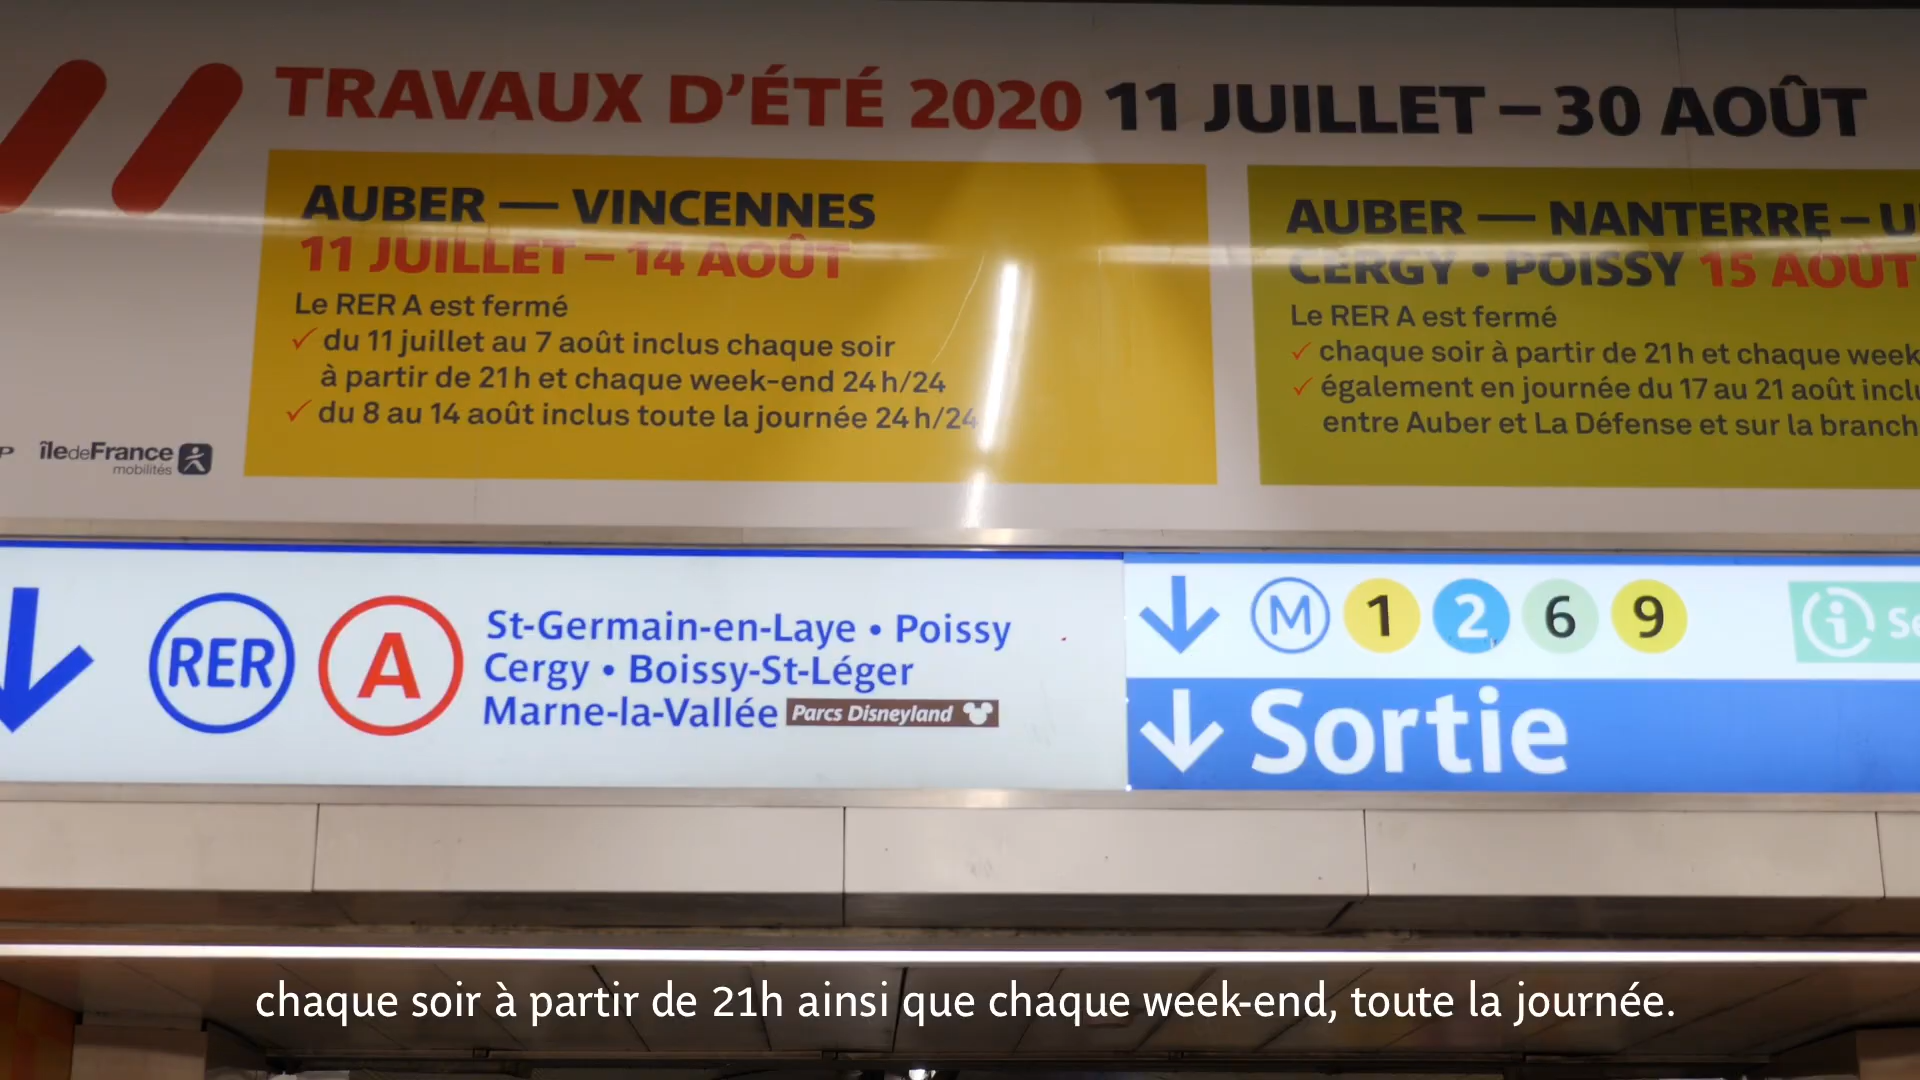 TRAVAUX D'ÉTÉ 2020 11 JUILLET – 30 AOÛT
AUBER — VINCENNES
11 JUILLET – 14 AOÛT
Le RER A est fermé
✓ du 11 juillet au 7 août inclus chaque soir
à partir de 21 h et chaque week-end 24 h/24
✓ du 8 au 14 août inclus toute la journée 24 h/24
AUBER — NANTERRE –
CERGY • POISSY 15 AOÛT
Le RER A est fermé
✓ chaque soir à partir de 21 h et chaque week
✓ également en journée du 17 au 21 août
entre Auber et La Défense et sur la
îledeFrance
mobilités
RER A
St-Germain-en-Laye • Poissy
Cergy • Boissy-St-Léger
Marne-la-Vallée Parcs Disneyland
M 1 2 6 9
Sortie
chaque soir à partir de 21h ainsi que chaque week-end, toute la journée.